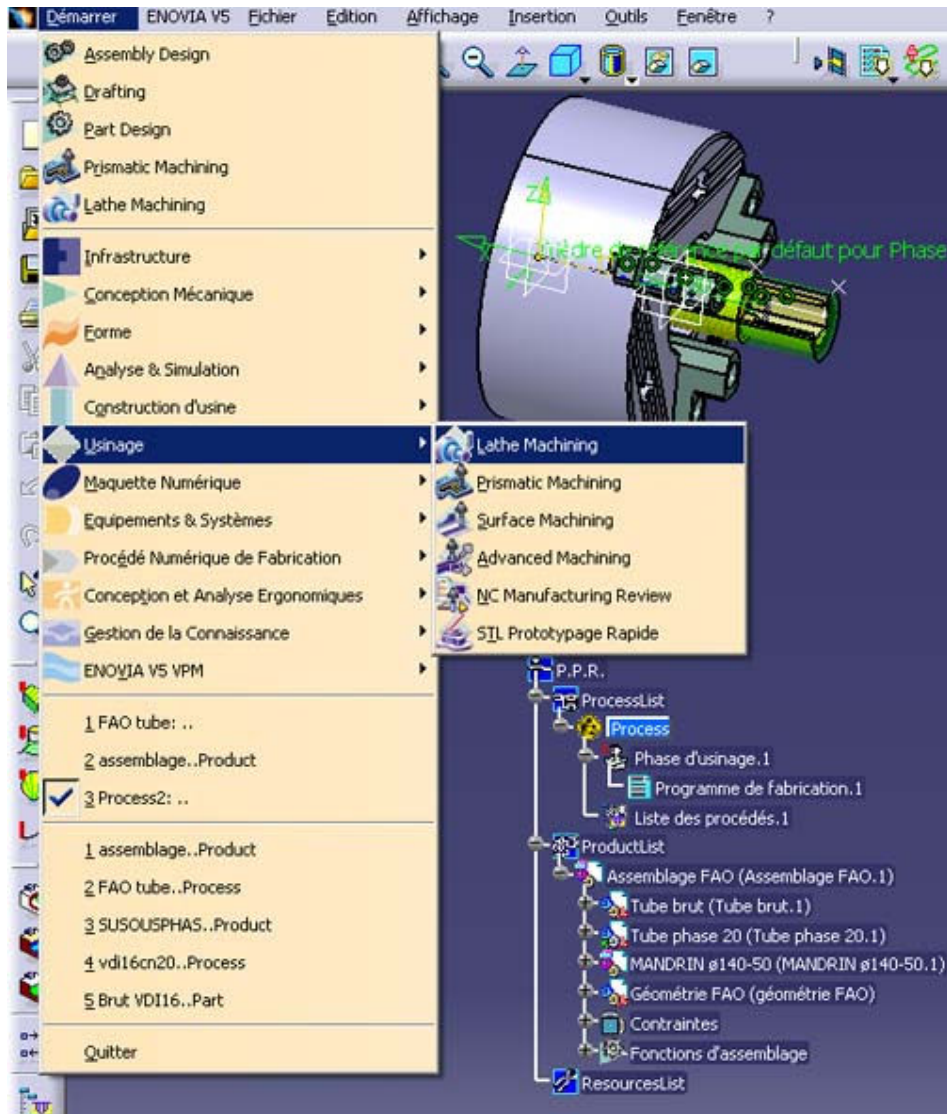 Démarrer ENOVIA V5 Fichier Edition Affichage Insertion Outils Fenêtre ?
Assembly Design
Drafting
Part Design
Prismatic Machining
Lathe Machining
Infrastructure
Conception Mécanique
Forme
Analyse & Simulation
Construction d'usine
Usinage
Maquette Numérique
Equipements & Systèmes
Procédé Numérique de Fabrication
Conception et Analyse Ergonomiques
Gestion de la Connaissance
ENOVIA V5 VPM
1 FAO tube: ..
2 assemblage..Product
3 Process2: ..
1 assemblage..Product
2 FAO tube..Process
3 SUSOUSPHAS..Product
4 vdi16cn20..Process
5 Brut VDI16..Part
Quitter
Lathe Machining
Prismatic Machining
Surface Machining
Advanced Machining
NC Manufacturing Review
STL Prototypage Rapide
Z
X
de référence par défaut pour Phase
P.P.R.
ProcessList
Process
Phase d'usinage.1
Programme de fabrication.1
Liste des procédés.1
ProductList
Assemblage FAO (Assemblage FAO.1)
Tube brut (Tube brut.1)
Tube phase 20 (Tube phase 20.1)
MANDRIN ø140-50 (MANDRIN ø140-50.1)
Géométrie FAO (géométrie FAO)
Contraintes
Fonctions d'assemblage
ResourcesList